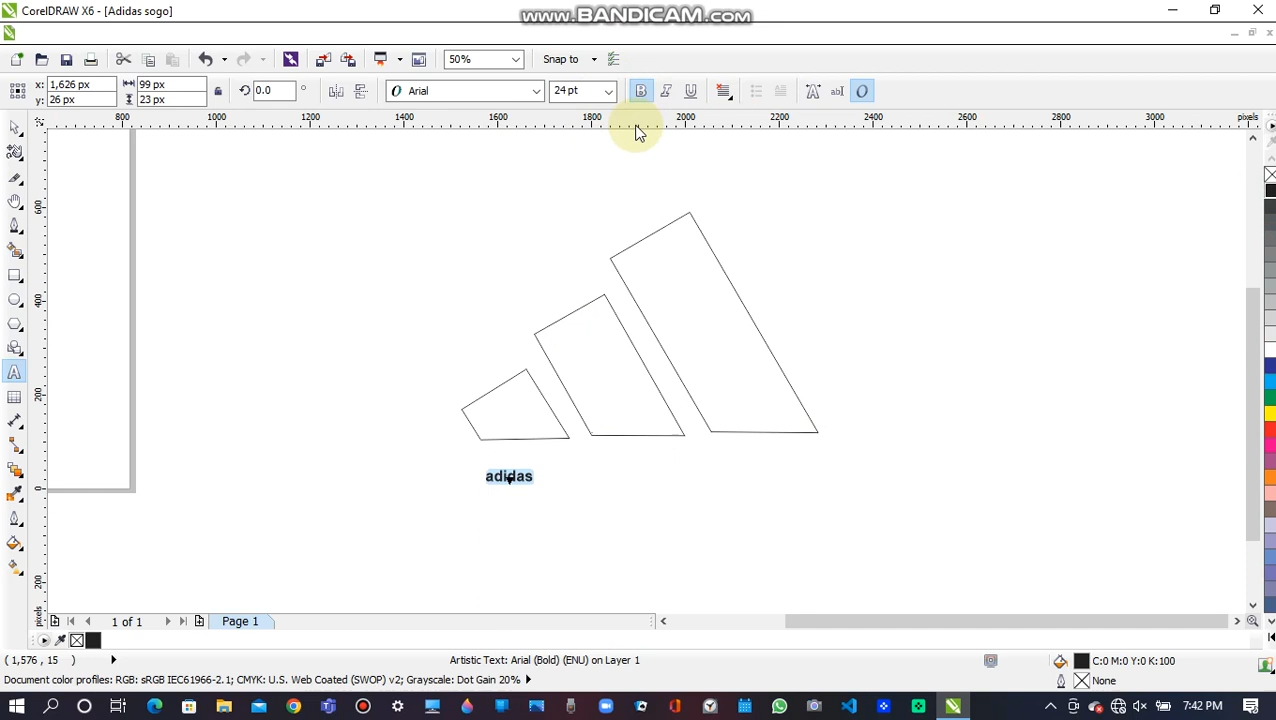 CorelDRAW X6 - [Adidas sogo]
www.BANDICAM.com
50%
Snap to
x: 1,626 px
y: 26 px
99 px
23 px
0.0 °
O Arial
24 pt
B I U
A abI O
800 1000 1200 1400 1600 1800 2000 2200 2400 2600 2800 3000 pixels
600
400
200
0
200
pixels
A
adidas
1 of 1
Page 1
( 1,576 , 15 )
Artistic Text: Arial (Bold) (ENU) on Layer 1
C:0 M:0 Y:0 K:100
Document color profiles: RGB: sRGB IEC61966-2.1; CMYK: U.S. Web Coated (SWOP) v2; Grayscale: Dot Gain 20%
None
7:42 PM